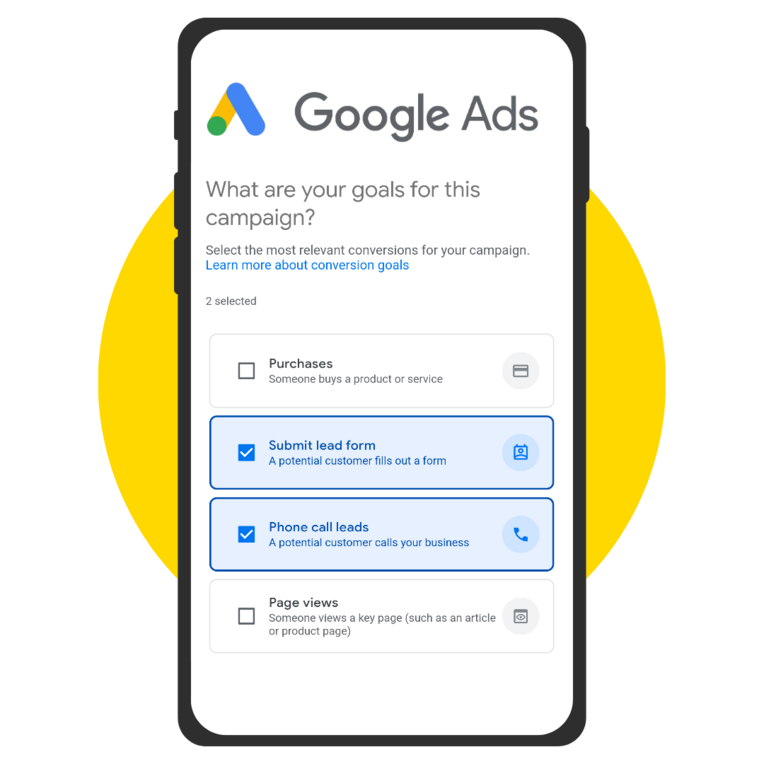 Google Ads
What are your goals for this
campaign?
Select the most relevant conversions for your campaign.
Learn more about conversion goals
2 selected
Purchases
Someone buys a product or service
Submit lead form
A potential customer fills out a form
Phone call leads
A potential customer calls your business
Page views
Someone views a key page (such as an article
or product page)